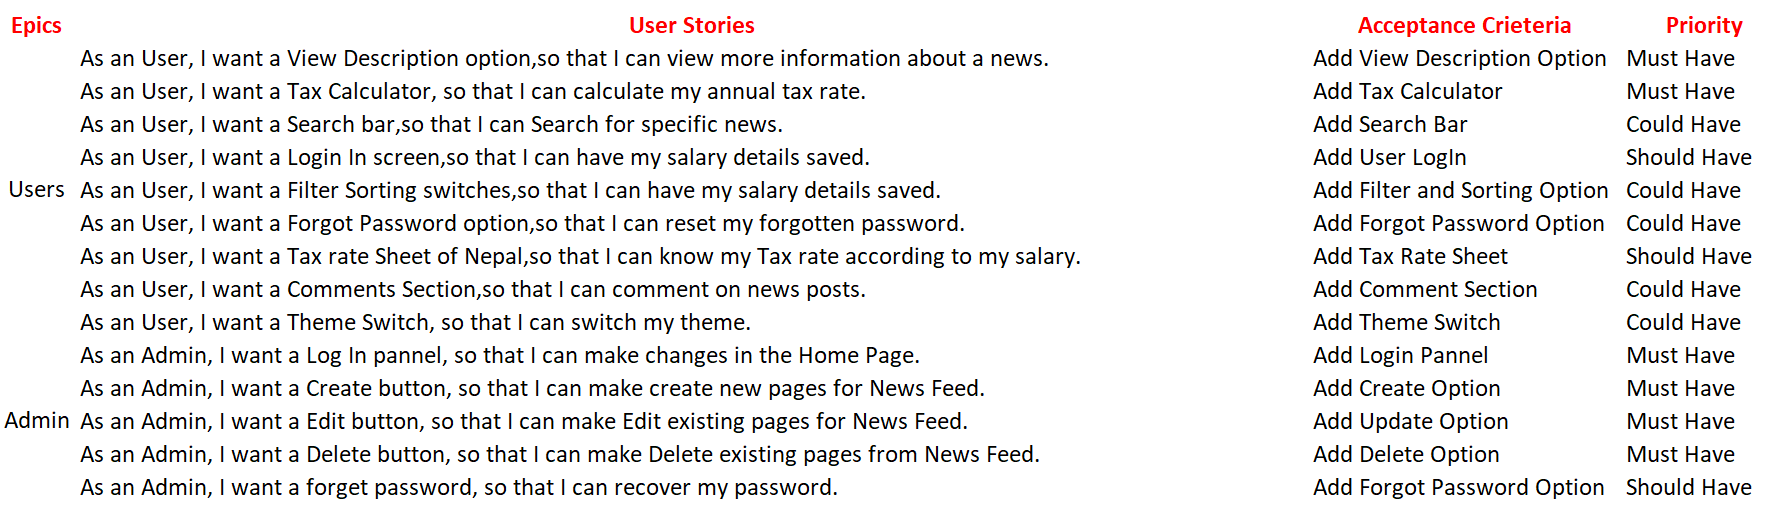 Epics User Stories Acceptance Crieteria Priority
As an User, I want a View Description option,so that I can view more information about a news. Add View Description Option Must Have
As an User, I want a Tax Calculator, so that I can calculate my annual tax rate. Add Tax Calculator Must Have
As an User, I want a Search bar,so that I can Search for specific news. Add Search Bar Could Have
As an User, I want a Login In screen,so that I can have my salary details saved. Add User LogIn Should Have
Users As an User, I want a Filter Sorting switches,so that I can have my salary details saved. Add Filter and Sorting Option Could Have
As an User, I want a Forgot Password option,so that I can reset my forgotten password. Add Forgot Password Option Could Have
As an User, I want a Tax rate Sheet of Nepal,so that I can know my Tax rate according to my salary. Add Tax Rate Sheet Should Have
As an User, I want a Comments Section,so that I can comment on news posts. Add Comment Section Could Have
As an User, I want a Theme Switch, so that I can switch my theme. Add Theme Switch Could Have
As an Admin, I want a Log In pannel, so that I can make changes in the Home Page. Add Login Pannel Must Have
As an Admin, I want a Create button, so that I can make create new pages for News Feed. Add Create Option Must Have
Admin As an Admin, I want a Edit button, so that I can make Edit existing pages for News Feed. Add Update Option Must Have
As an Admin, I want a Delete button, so that I can make Delete existing pages from News Feed. Add Delete Option Must Have
As an Admin, I want a forget password, so that I can recover my password. Add Forgot Password Option Should Have